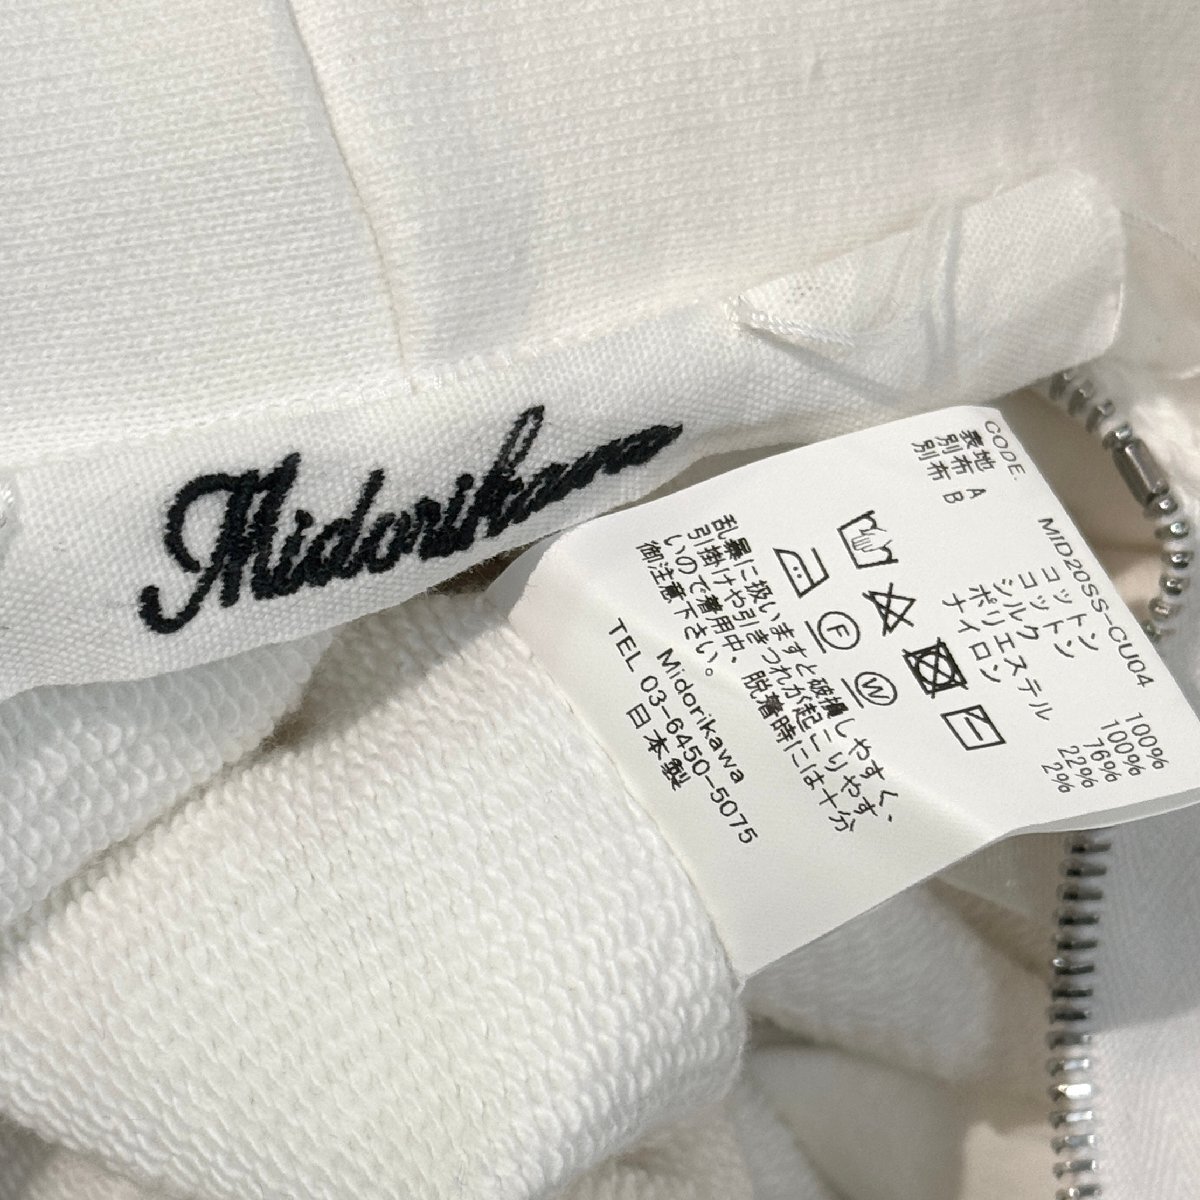 Midorikawa
CODE: MID20SS-CU04
表地 コットン 100%
別布 A コットン 100%
別布 B シルク 76%
ポリエステル 22%
ナイロン 2%
F W
乱暴に扱いますと破損しやすく、
引掛けや引きつれが起こりやす
いので着用中、脱着時には十分
御注意下さい。
Midorikawa
TEL 03-6450-5075
日本製